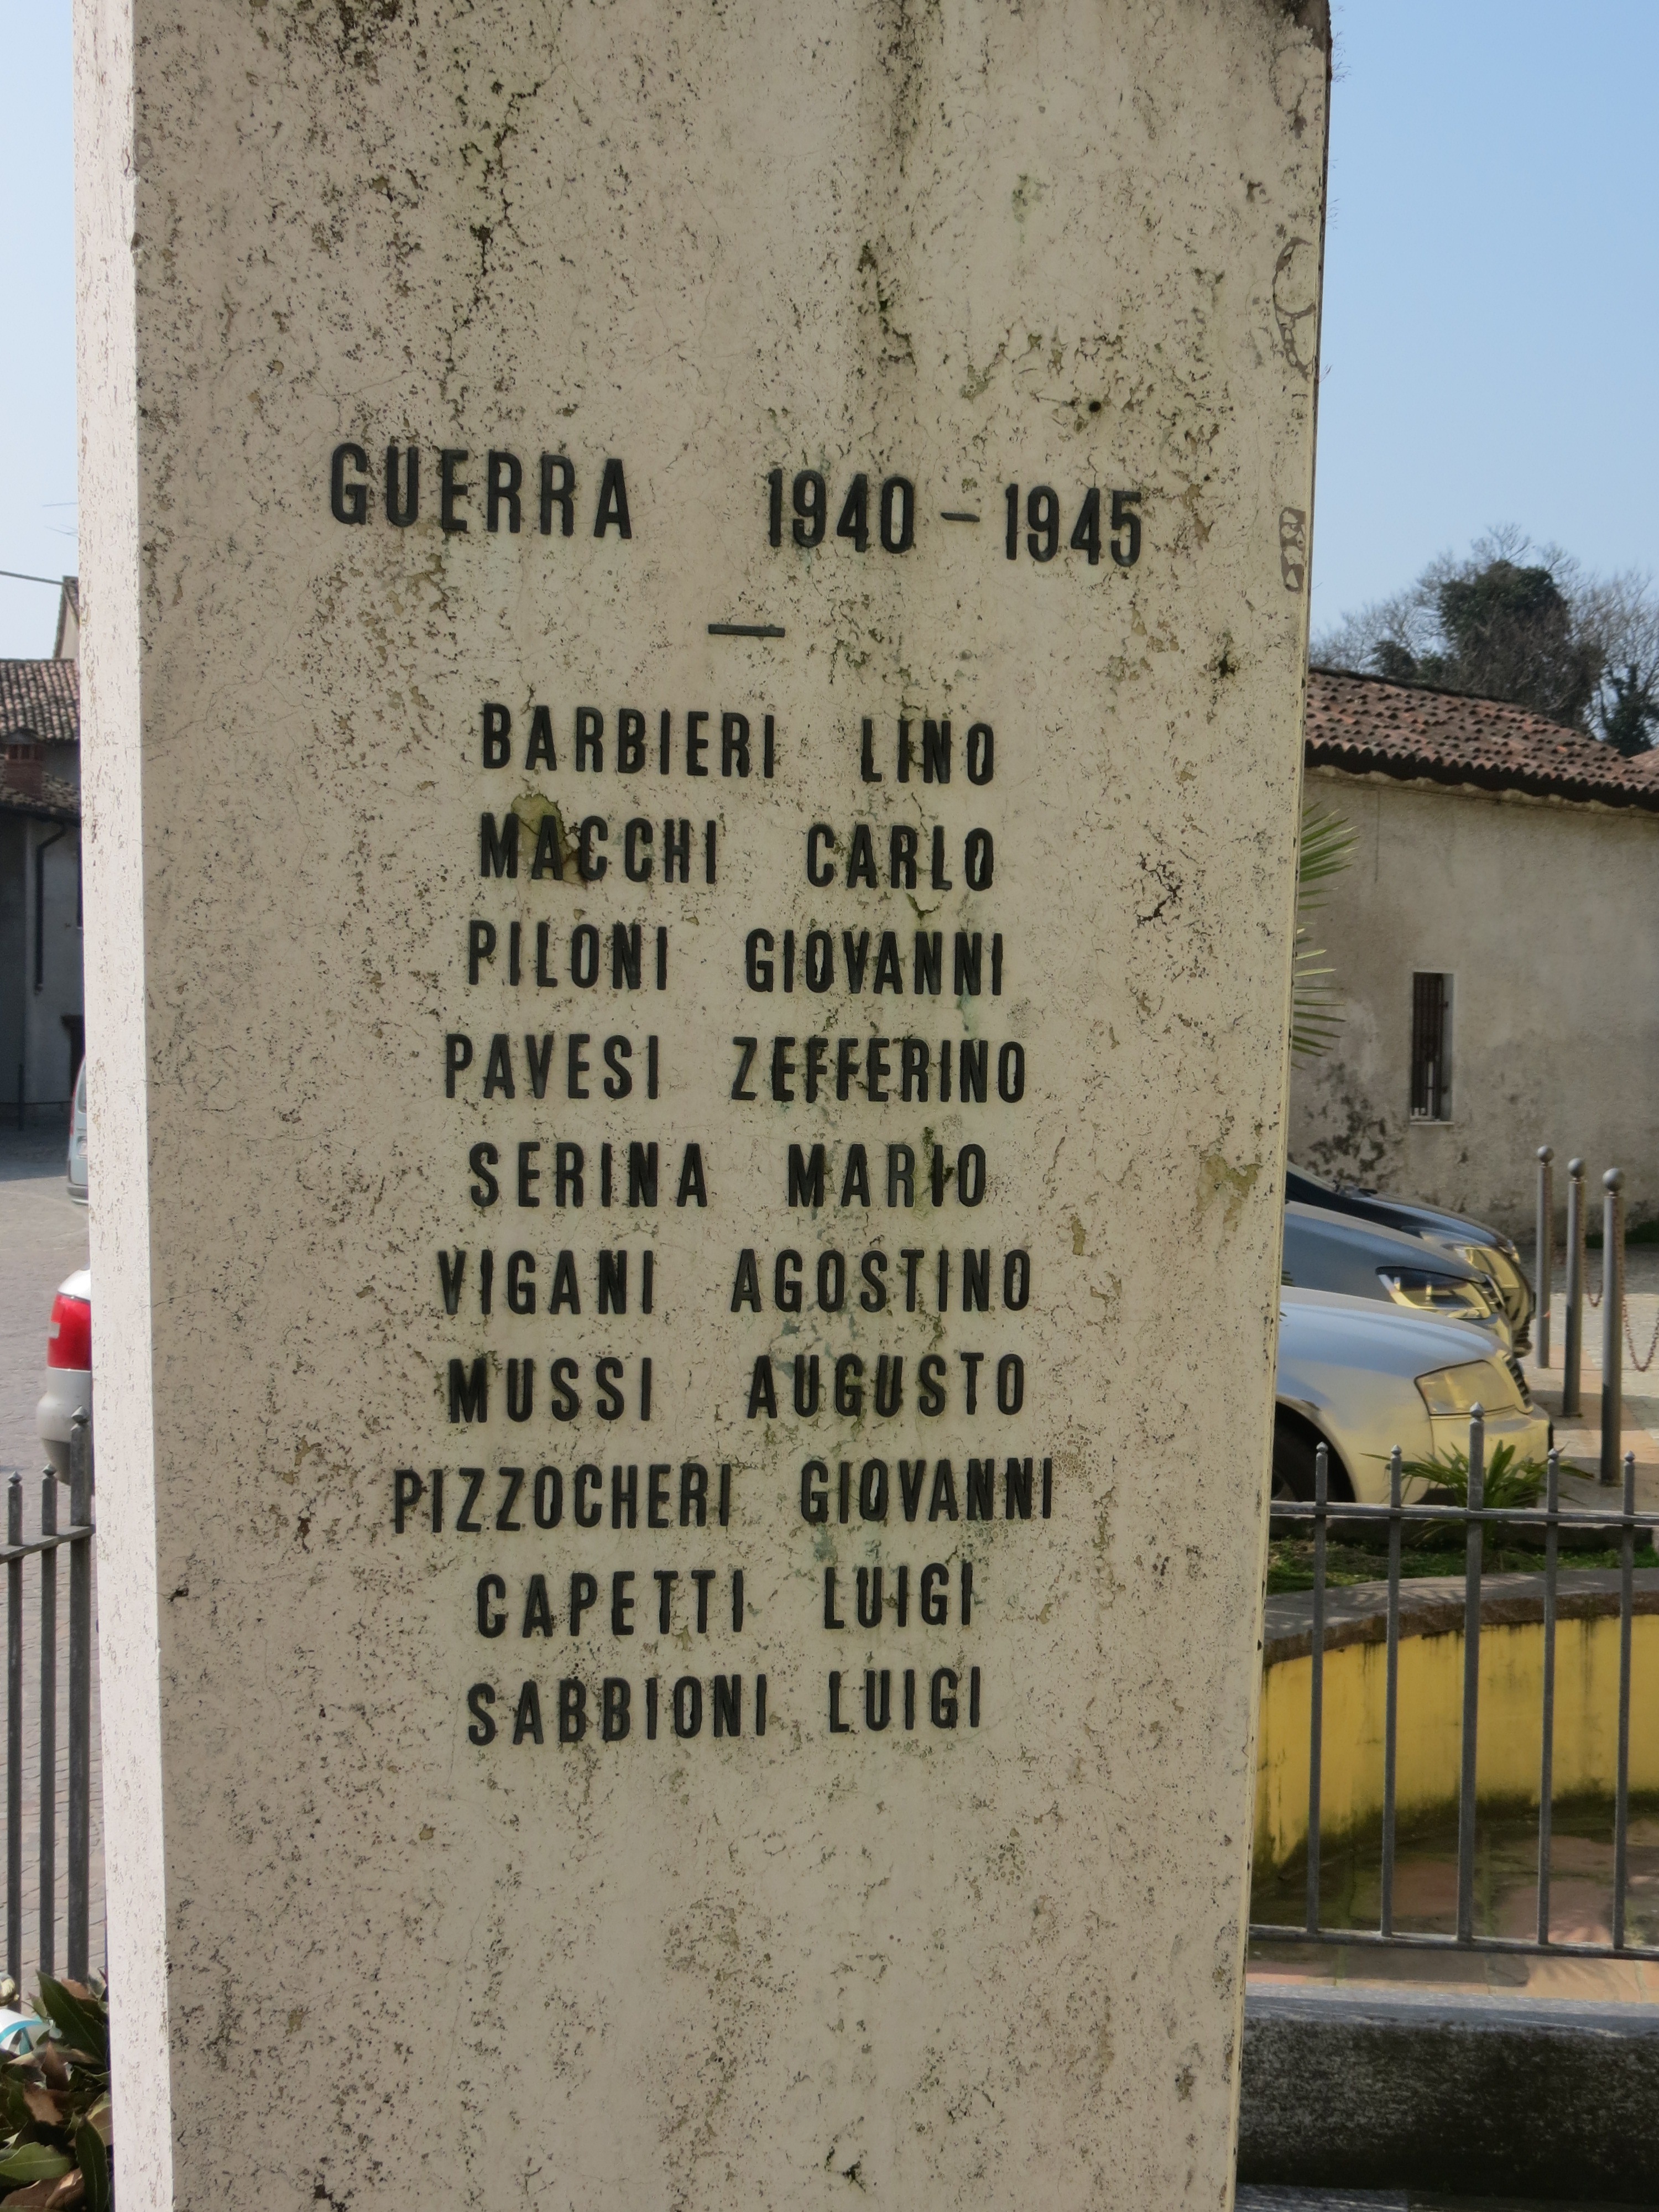 GUERRA 1940-1945
BARBIERI LINO
MACCHI CARLO
PILONI GIOVANNI
PAVESI ZEFFERINO
SERINA MARIO
VIGANI AGOSTINO
MUSSI AUGUSTO
PIZZOCHERI GIOVANNI
CAPETTI LUIGI
SABBIONI LUIGI